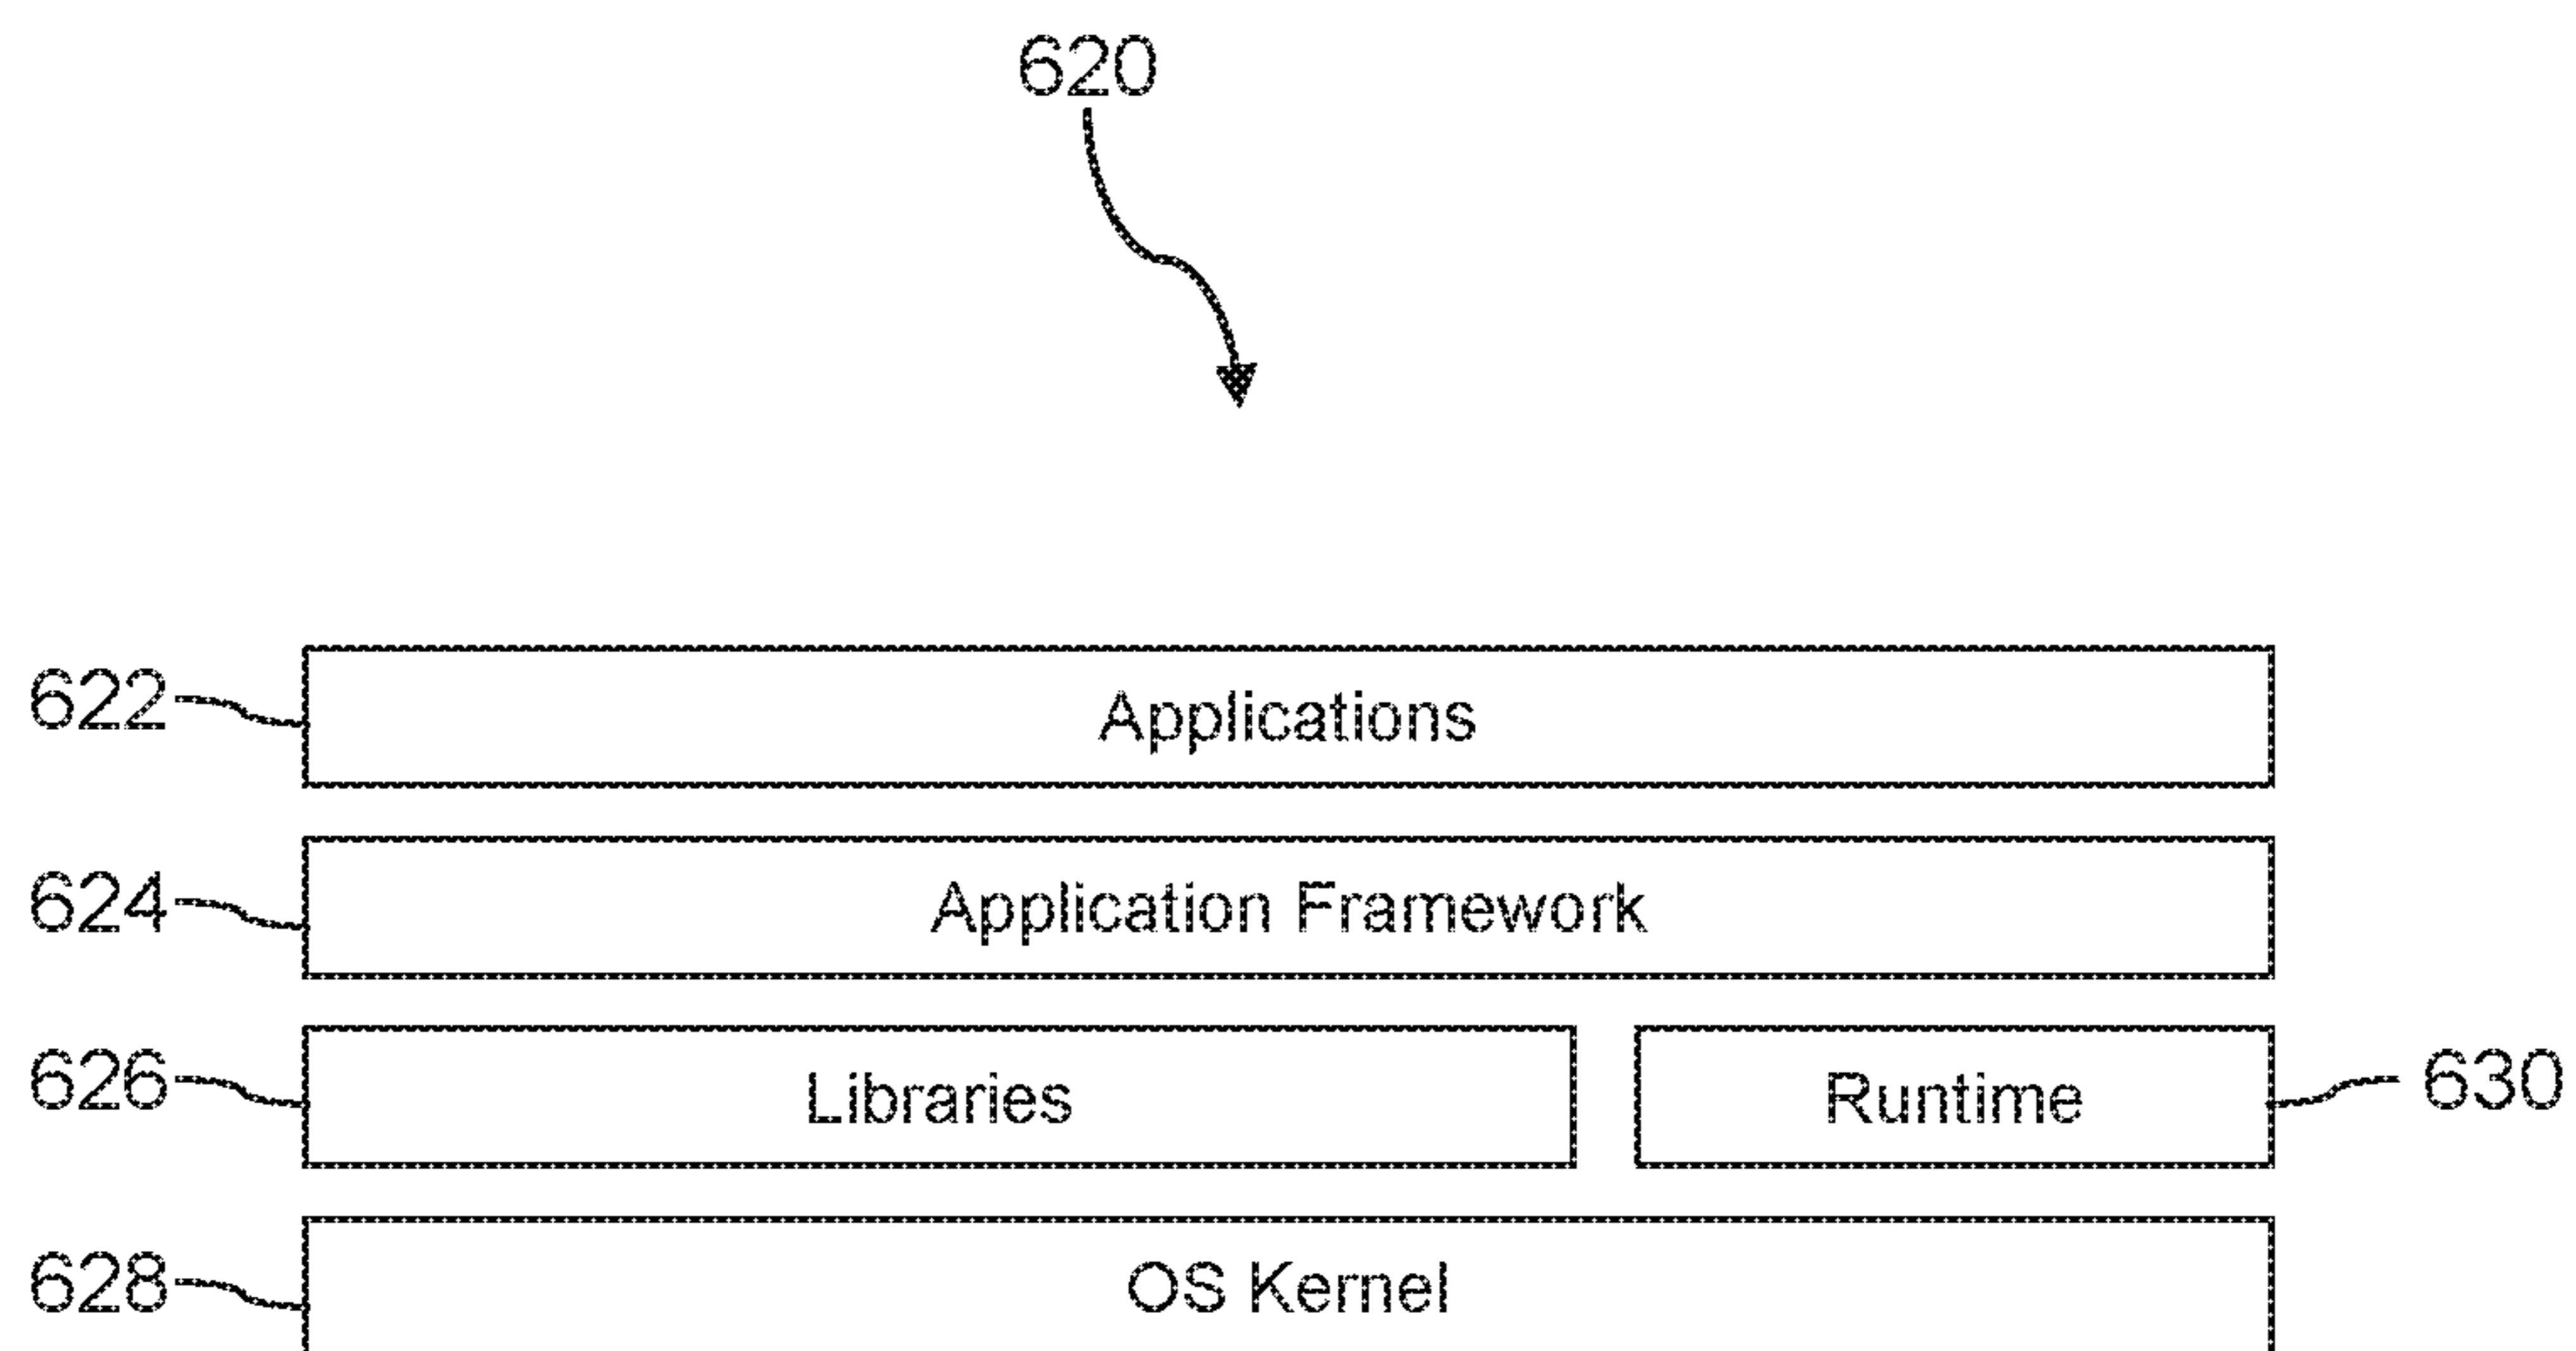 620
622 Applications
624 Application Framework
626 Libraries Runtime 630
628 OS Kernel